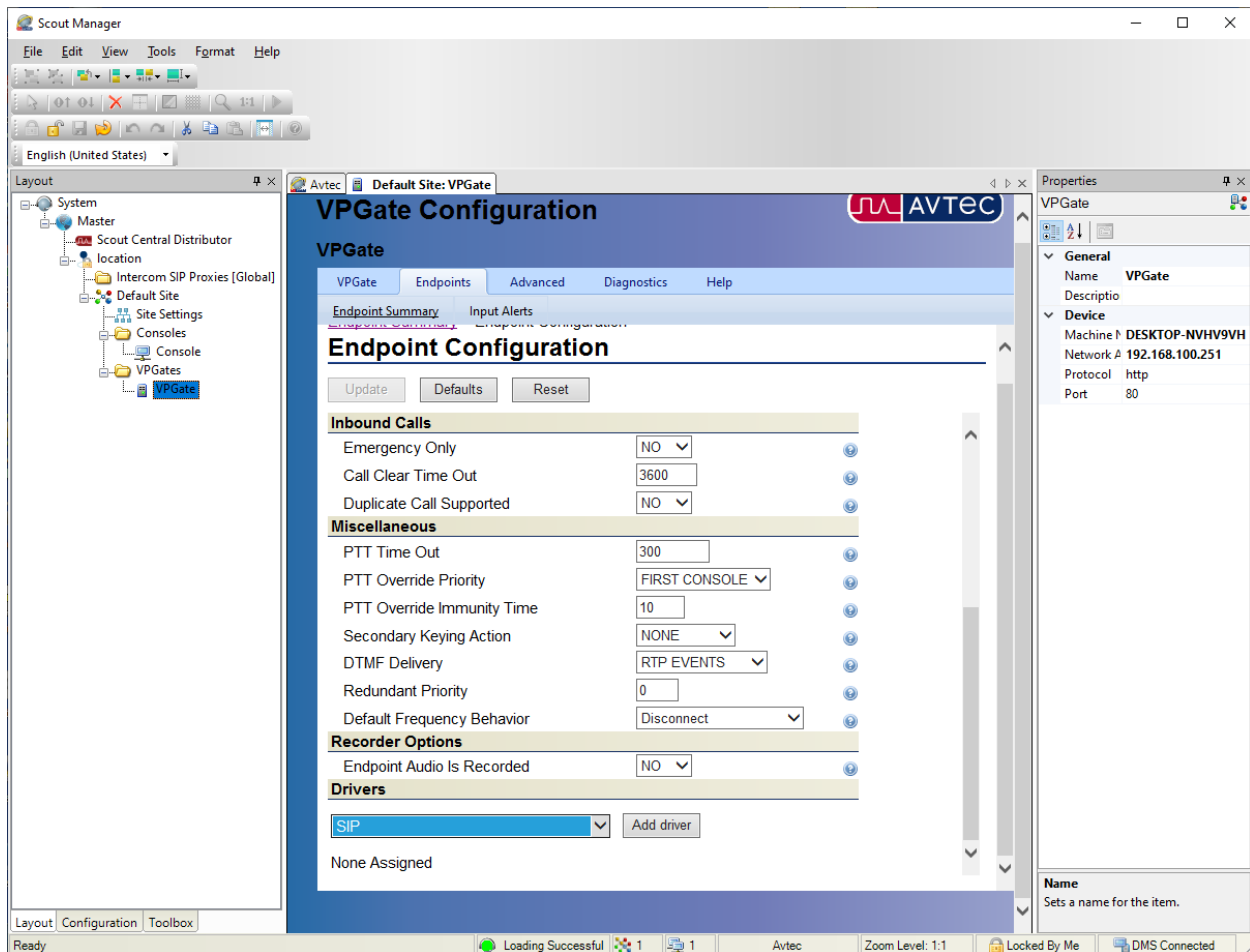 Scout Manager
File Edit View Tools Format Help
1:1
English (United States)
Layout
System
Master
Scout Central Distributor
location
Intercom SIP Proxies [Global]
Default Site
Site Settings
Consoles
Console
VPGates
VPGate
Layout Configuration Toolbox
Avtec Default Site: VPGate
VPGate Configuration
AVTEC
VPGate
VPGate Endpoints Advanced Diagnostics Help
Endpoint Summary Input Alerts
Endpoint Summary Endpoint Configuration
Endpoint Configuration
Update Defaults Reset
Inbound Calls
Emergency Only NO
Call Clear Time Out 3600
Duplicate Call Supported NO
Miscellaneous
PTT Time Out 300
PTT Override Priority FIRST CONSOLE
PTT Override Immunity Time 10
Secondary Keying Action NONE
DTMF Delivery RTP EVENTS
Redundant Priority 0
Default Frequency Behavior Disconnect
Recorder Options
Endpoint Audio Is Recorded NO
Drivers
SIP Add driver
None Assigned
Properties
VPGate
General
Name VPGate
Descriptio
Device
Machine N DESKTOP-NVHV9VH
Network A 192.168.100.251
Protocol http
Port 80
Name
Sets a name for the item.
Ready Loading Successful 1 1 Avtec Zoom Level: 1:1 Locked By Me DMS Connected